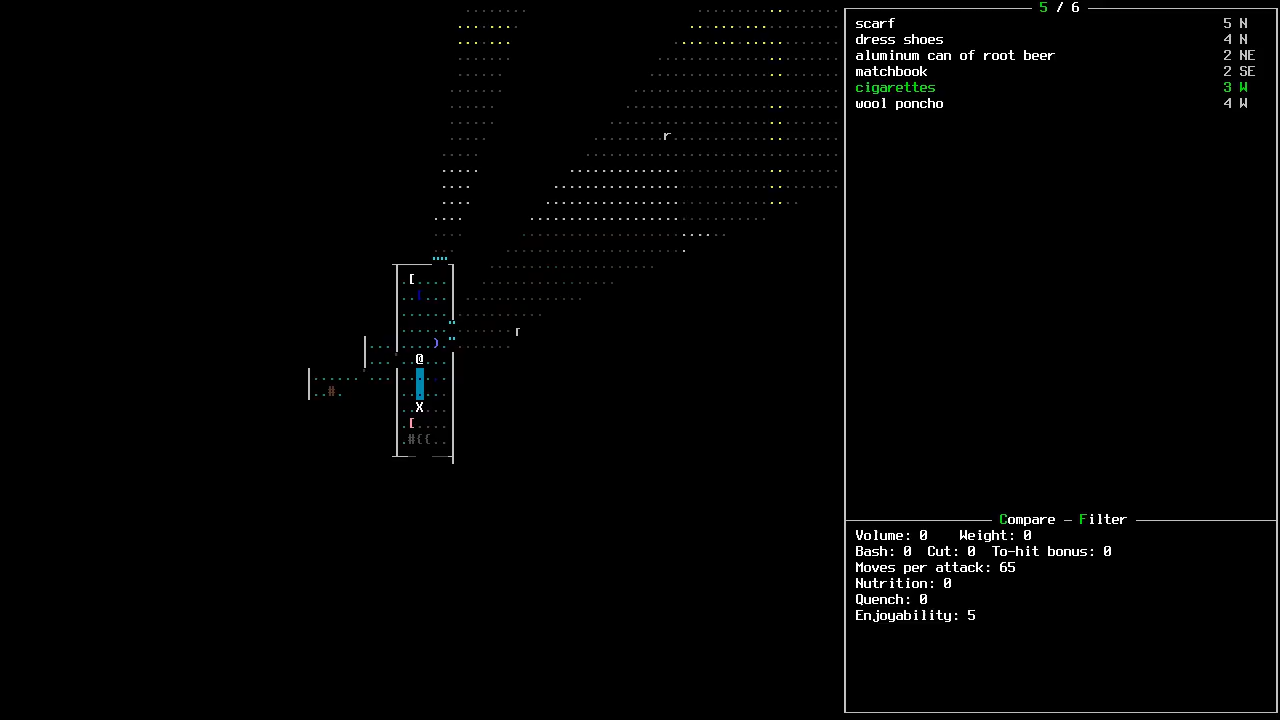 5 / 6
scarf 5 N
dress shoes 4 N
aluminum can of root beer 2 NE
matchbook 2 SE
cigarettes 3 W
wool poncho 4 W
r
[
r
)
@
#
X
[
#{{
Compare - Filter
Volume: 0 Weight: 0
Bash: 0 Cut: 0 To-hit bonus: 0
Moves per attack: 65
Nutrition: 0
Quench: 0
Enjoyability: 5